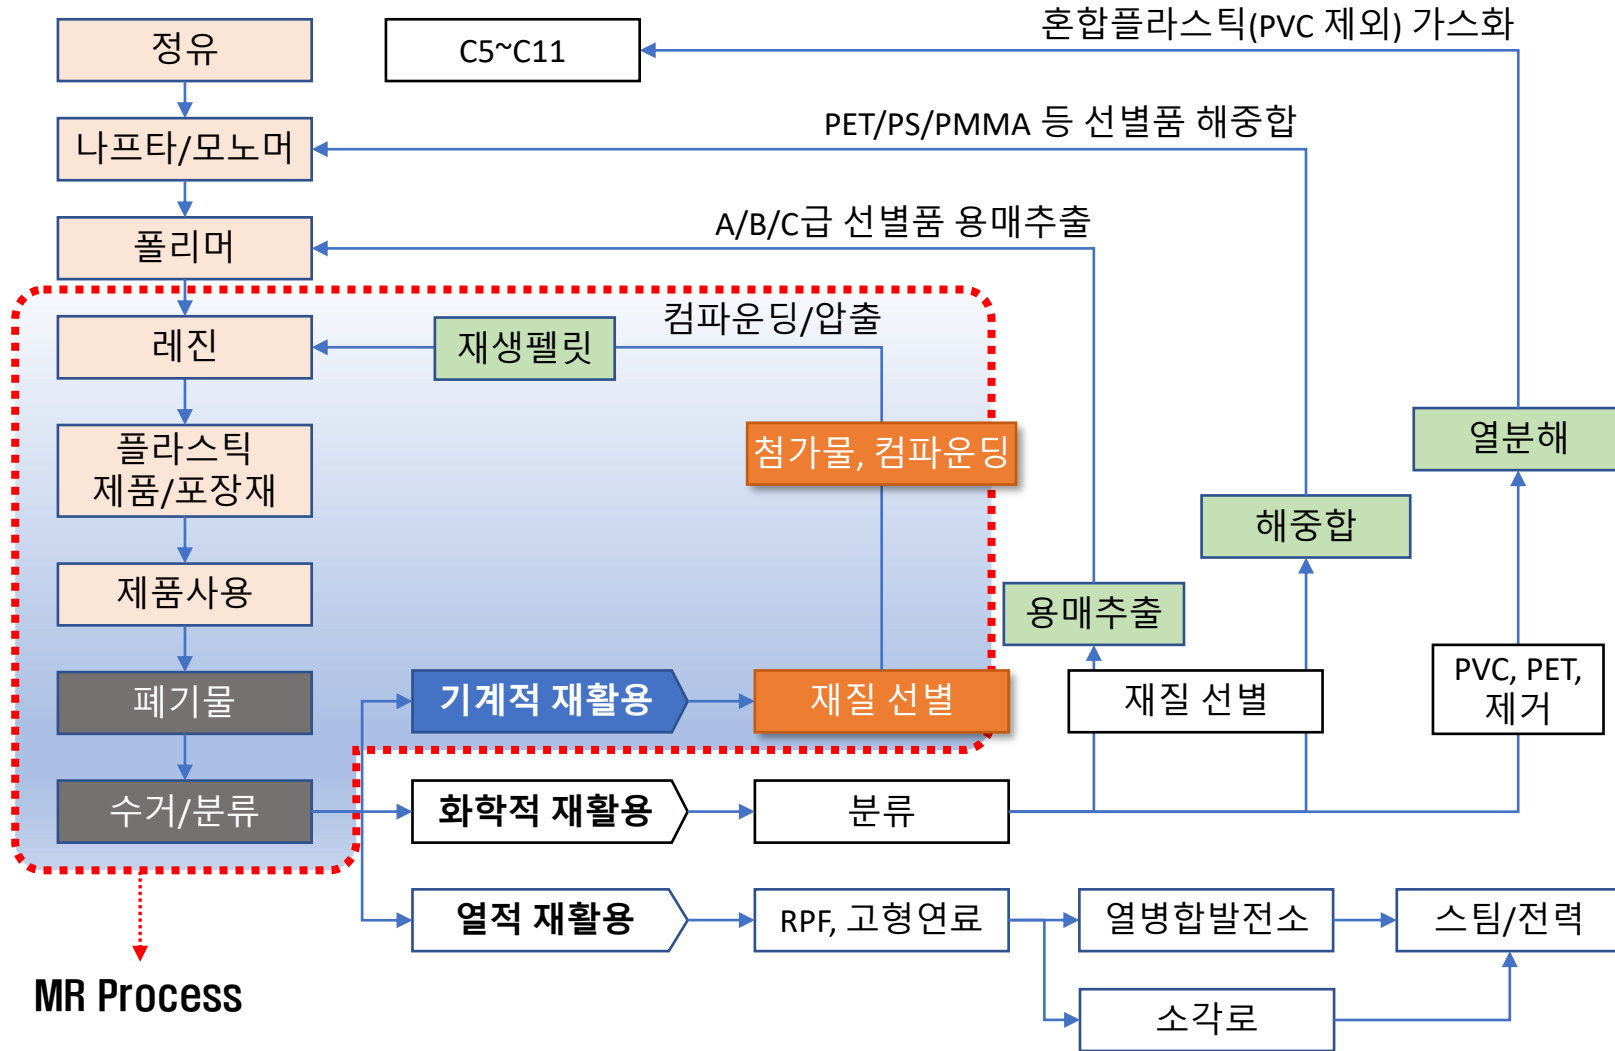 정유
C5~C11
혼합플라스틱(PVC 제외) 가스화
나프타/모노머
PET/PS/PMMA 등 선별품 해중합
폴리머
A/B/C급 선별품 용매추출
레진
재생펠릿
컴파운딩/압출
플라스틱
제품/포장재
첨가물, 컴파운딩
열분해
해중합
제품사용
용매추출
폐기물
기계적 재활용
재질 선별
재질 선별
PVC, PET,
제거
수거/분류
화학적 재활용
분류
열적 재활용
RPF, 고형연료
열병합발전소
스팀/전력
소각로
MR Process